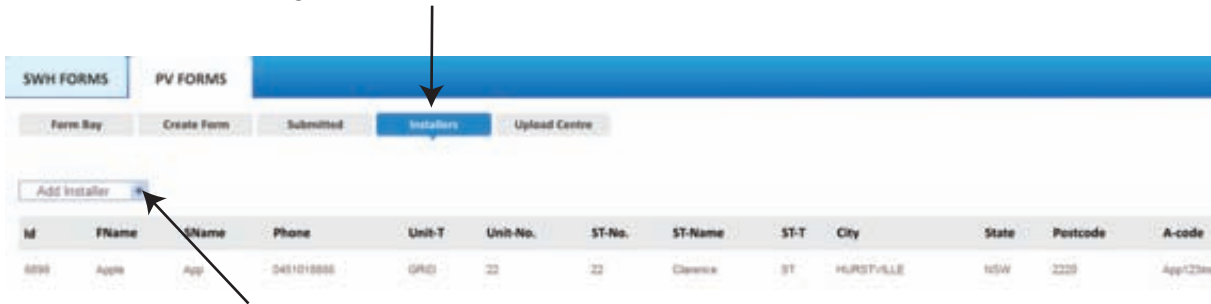 SWH FORMS PV FORMS
Form Bay Create Form Submitted Installers Upload Centre
Add Installer
Id FName SName Phone Unit-T Unit-No. ST-No. ST-Name ST-T City State Postcode A-code
Apple App GRID 22 22 Clarence ST HURSTVILLE NSW 2220